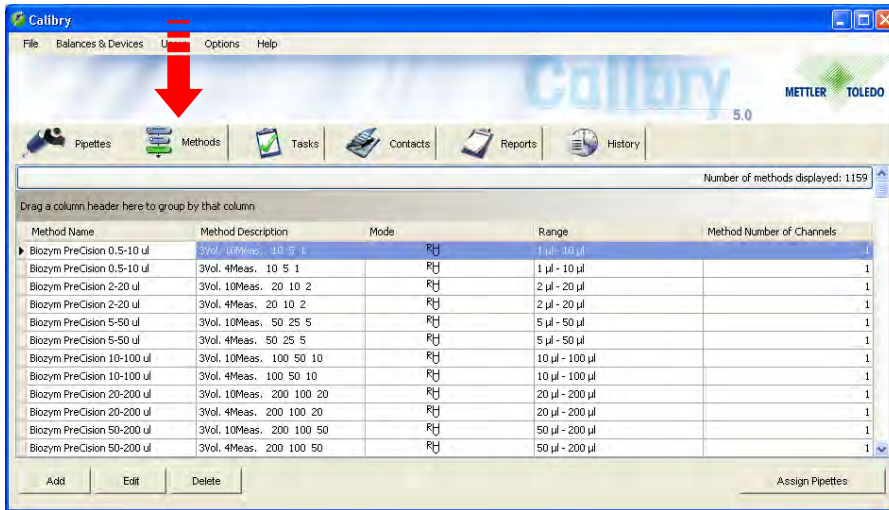 Calibry
File Balances & Devices Options Help
Calibry
5.0
METTLER TOLEDO
Pipettes Methods Tasks Contacts Reports History
Number of methods displayed: 1159
Drag a column header here to group by that column
Method Name Method Description Mode Range Method Number of Channels
Biozym PreCision 0.5-10 ul 3Vol. 10Meas. 10 5 1 RH 1 µl - 10 µl 1
Biozym PreCision 0.5-10 ul 3Vol. 4Meas. 10 5 1 RH 1 µl - 10 µl 1
Biozym PreCision 2-20 ul 3Vol. 10Meas. 20 10 2 RH 2 µl - 20 µl 1
Biozym PreCision 2-20 ul 3Vol. 4Meas. 20 10 2 RH 2 µl - 20 µl 1
Biozym PreCision 5-50 ul 3Vol. 10Meas. 50 25 5 RH 5 µl - 50 µl 1
Biozym PreCision 5-50 ul 3Vol. 4Meas. 50 25 5 RH 5 µl - 50 µl 1
Biozym PreCision 10-100 ul 3Vol. 10Meas. 100 50 10 RH 10 µl - 100 µl 1
Biozym PreCision 10-100 ul 3Vol. 4Meas. 100 50 10 RH 10 µl - 100 µl 1
Biozym PreCision 20-200 ul 3Vol. 10Meas. 200 100 20 RH 20 µl - 200 µl 1
Biozym PreCision 20-200 ul 3Vol. 4Meas. 200 100 20 RH 20 µl - 200 µl 1
Biozym PreCision 50-200 ul 3Vol. 10Meas. 200 100 50 RH 50 µl - 200 µl 1
Biozym PreCision 50-200 ul 3Vol. 4Meas. 200 100 50 RH 50 µl - 200 µl 1
Add Edit Delete Assign Pipettes